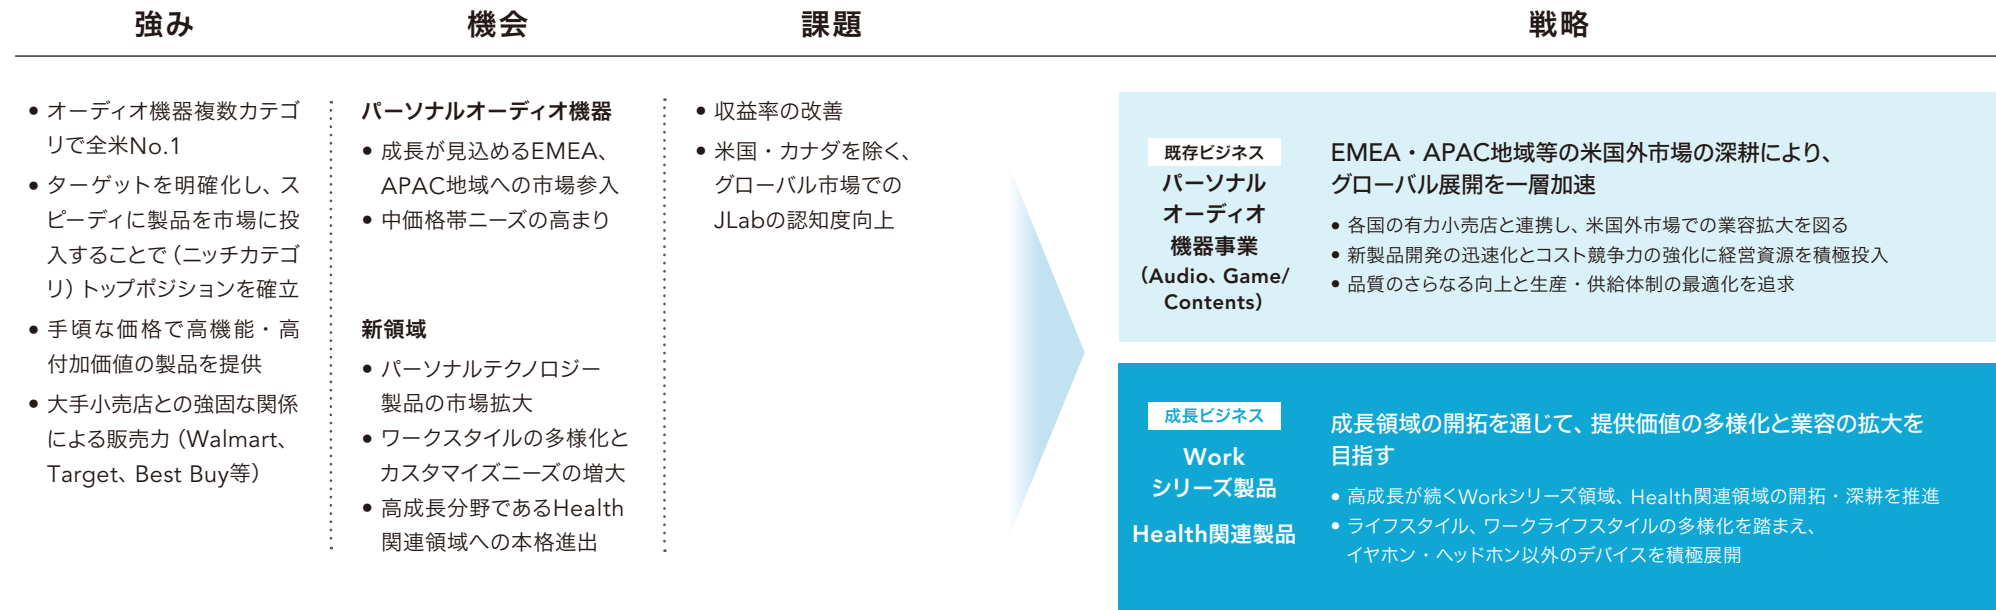 強み
機会
課題
戦略
• オーディオ機器複数カテゴ
リで全米No.1
• ターゲットを明確化し、ス
ピーディに製品を市場に投
入することで（ニッチカテゴ
リ）トップポジションを確立
• 手頃な価格で高機能・高
付加価値の製品を提供
• 大手小売店との強固な関係
による販売力（Walmart、
Target、Best Buy等）
パーソナルオーディオ機器
• 成長が見込めるEMEA、
APAC地域への市場参入
• 中価格帯ニーズの高まり
新領域
• パーソナルテクノロジー
製品の市場拡大
• ワークスタイルの多様化と
カスタマイズニーズの増大
• 高成長分野であるHealth
関連領域への本格進出
• 収益率の改善
• 米国・カナダを除く、
グローバル市場での
JLabの認知度向上
既存ビジネス
パーソナル
オーディオ
機器事業
（Audio、Game/
Contents）
EMEA・APAC地域等の米国外市場の深耕により、
グローバル展開を一層加速
• 各国の有力小売店と連携し、米国外市場での業容拡大を図る
• 新製品開発の迅速化とコスト競争力の強化に経営資源を積極投入
• 品質のさらなる向上と生産・供給体制の最適化を追求
成長ビジネス
Work
シリーズ製品
Health関連製品
成長領域の開拓を通じて、提供価値の多様化と業容の拡大を
目指す
• 高成長が続くWorkシリーズ領域、Health関連領域の開拓・深耕を推進
• ライフスタイル、ワークライフスタイルの多様化を踏まえ、
イヤホン・ヘッドホン以外のデバイスを積極展開